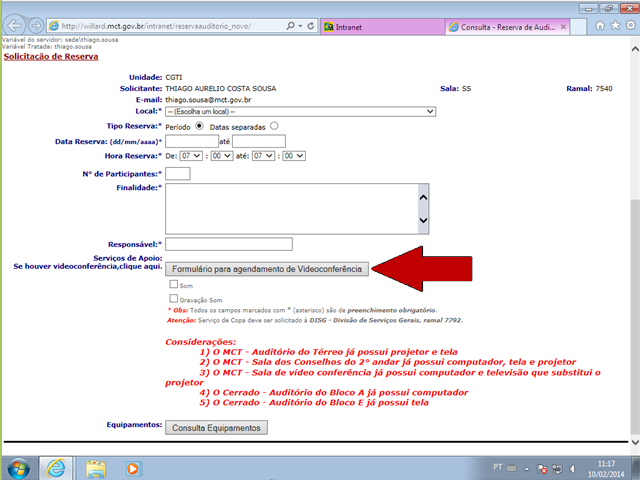 http://willard.mct.gov.br/intranet/reservaauditorio_novo/
Intranet
Consulta - Reserva de Audi...
Variável do servidor: sede\thiago.sousa
Variável Tratada: thiago.sousa
Solicitação de Reserva
Unidade: CGTI
Solicitante: THIAGO AURELIO COSTA SOUSA Sala: SS Ramal: 7540
E-mail: thiago.sousa@mct.gov.br
Local:* -- (Escolha um local) --
Tipo Reserva:* Período Datas separadas
Data Reserva: (dd/mm/aaaa)* até
Hora Reserva:* De: 07 : 00 até: 07 : 00
N° de Participantes:*
Finalidade:*
Responsável:*
Serviços de Apoio:
Se houver videoconferência,clique aqui. Formulário para agendamento de Videoconferência
Som
Gravação Som
* Obs: Todos os campos marcados com * (asterisco) são de preenchimento obrigatório.
Atenção: Serviço de Copa deve ser solicitado à DISG - Divisão de Serviços Gerais, ramal 7792.
Considerações:
1) O MCT - Auditório do Térreo já possui projetor e tela
2) O MCT - Sala dos Conselhos do 2° andar já possui computador, tela e projetor
3) O MCT - Sala de vídeo conferência já possui computador e televisão que substitui o
projetor
4) O Cerrado - Auditório do Bloco A já possui computador
5) O Cerrado - Auditório do Bloco E já possui tela
Equipamentos: Consulta Equipamentos
PT
11:17
10/02/2014